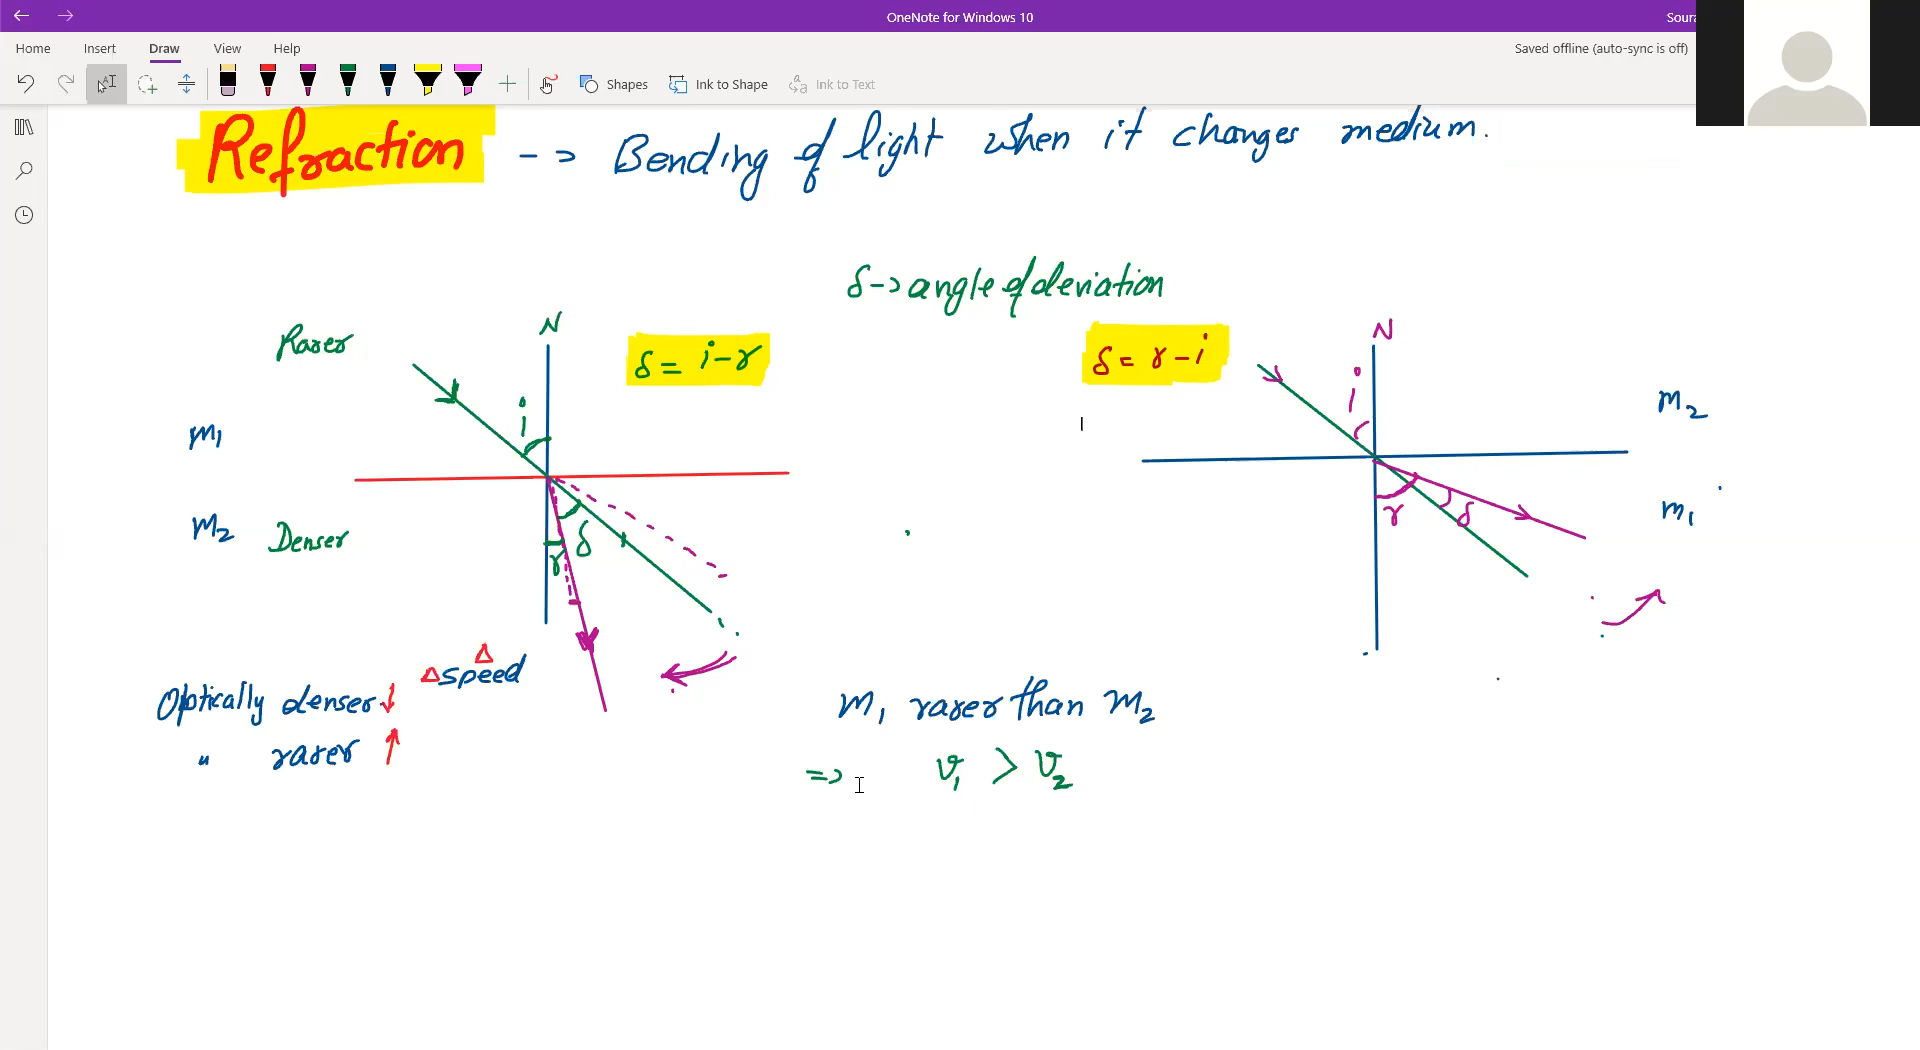 OneNote for Windows 10
Soura
Home Insert Draw View Help
Saved offline (auto-sync is off)
Shapes Ink to Shape Ink to Text
Refraction --> Bending of light when it changes medium.
δ -> angle of deviation
Rarer N δ = i - r δ = r - i N
i i
m1 m2
m2 Denser r δ r δ m1
Δ
Δspeed
Optically denser ↓
" rarer ↑
m1 rarer than m2
=> v1 > v2